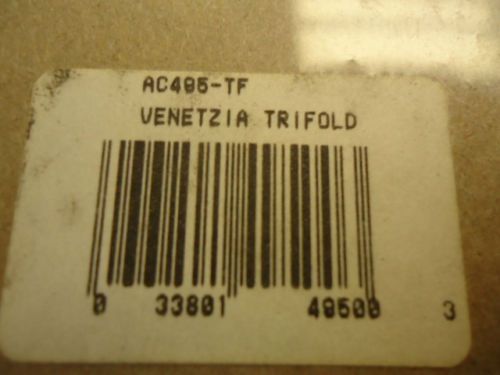 AC495-TF
VENETZIA TRIFOLD
0 33801 49500 3